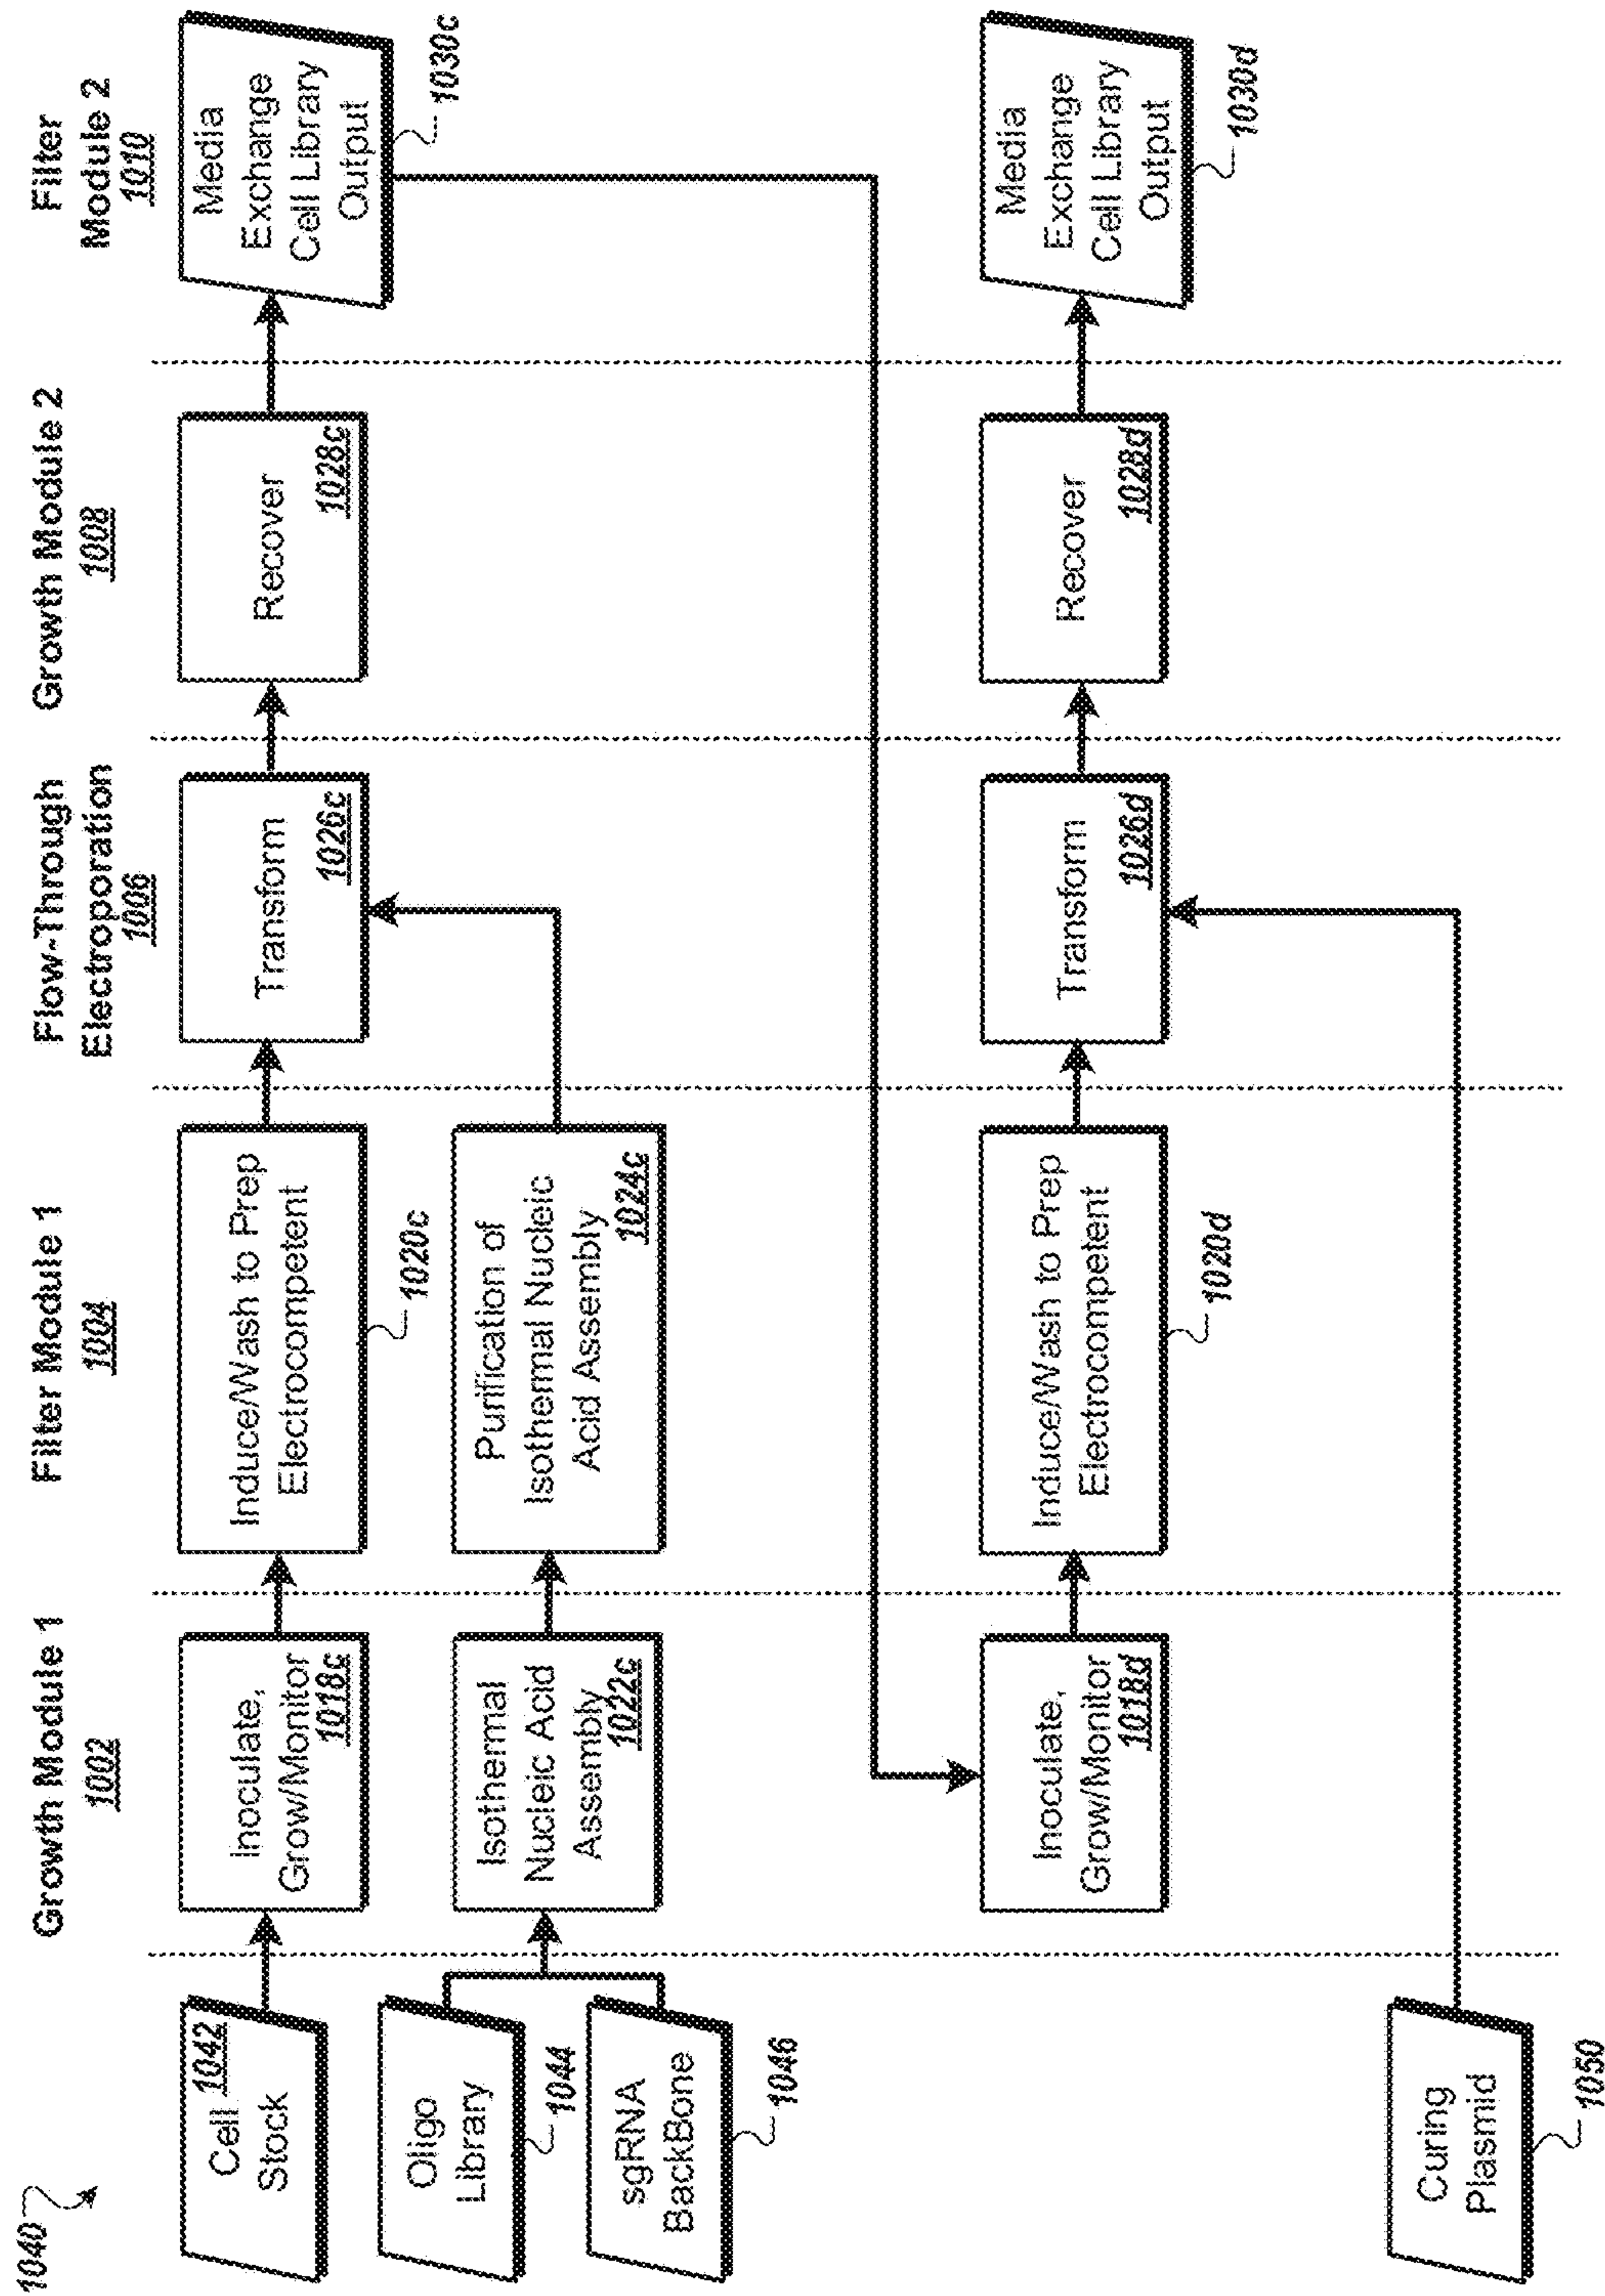 1040
Growth Module 1
1002
Filter Module 1
1004
Flow-Through
Electroporation
1006
Growth Module 2
1008
Filter
Module 2
1010
Cell 1042
Stock
Inoculate,
Grow/Monitor
1018c
Induce/Wash to Prep
Electrocompetent
1020c
Transform
1026c
Recover
1028c
Media
Exchange
Cell Library
Output
1030c
Oligo
Library
1044
sgRNA
BackBone
1046
Isothermal
Nucleic Acid
Assembly
1022c
Purification of
Isothermal Nucleic
Acid Assembly
1024c
Inoculate,
Grow/Monitor
1018d
Induce/Wash to Prep
Electrocompetent
1020d
Transform
1026d
Recover
1028d
Media
Exchange
Cell Library
Output
1030d
Curing
Plasmid
1050